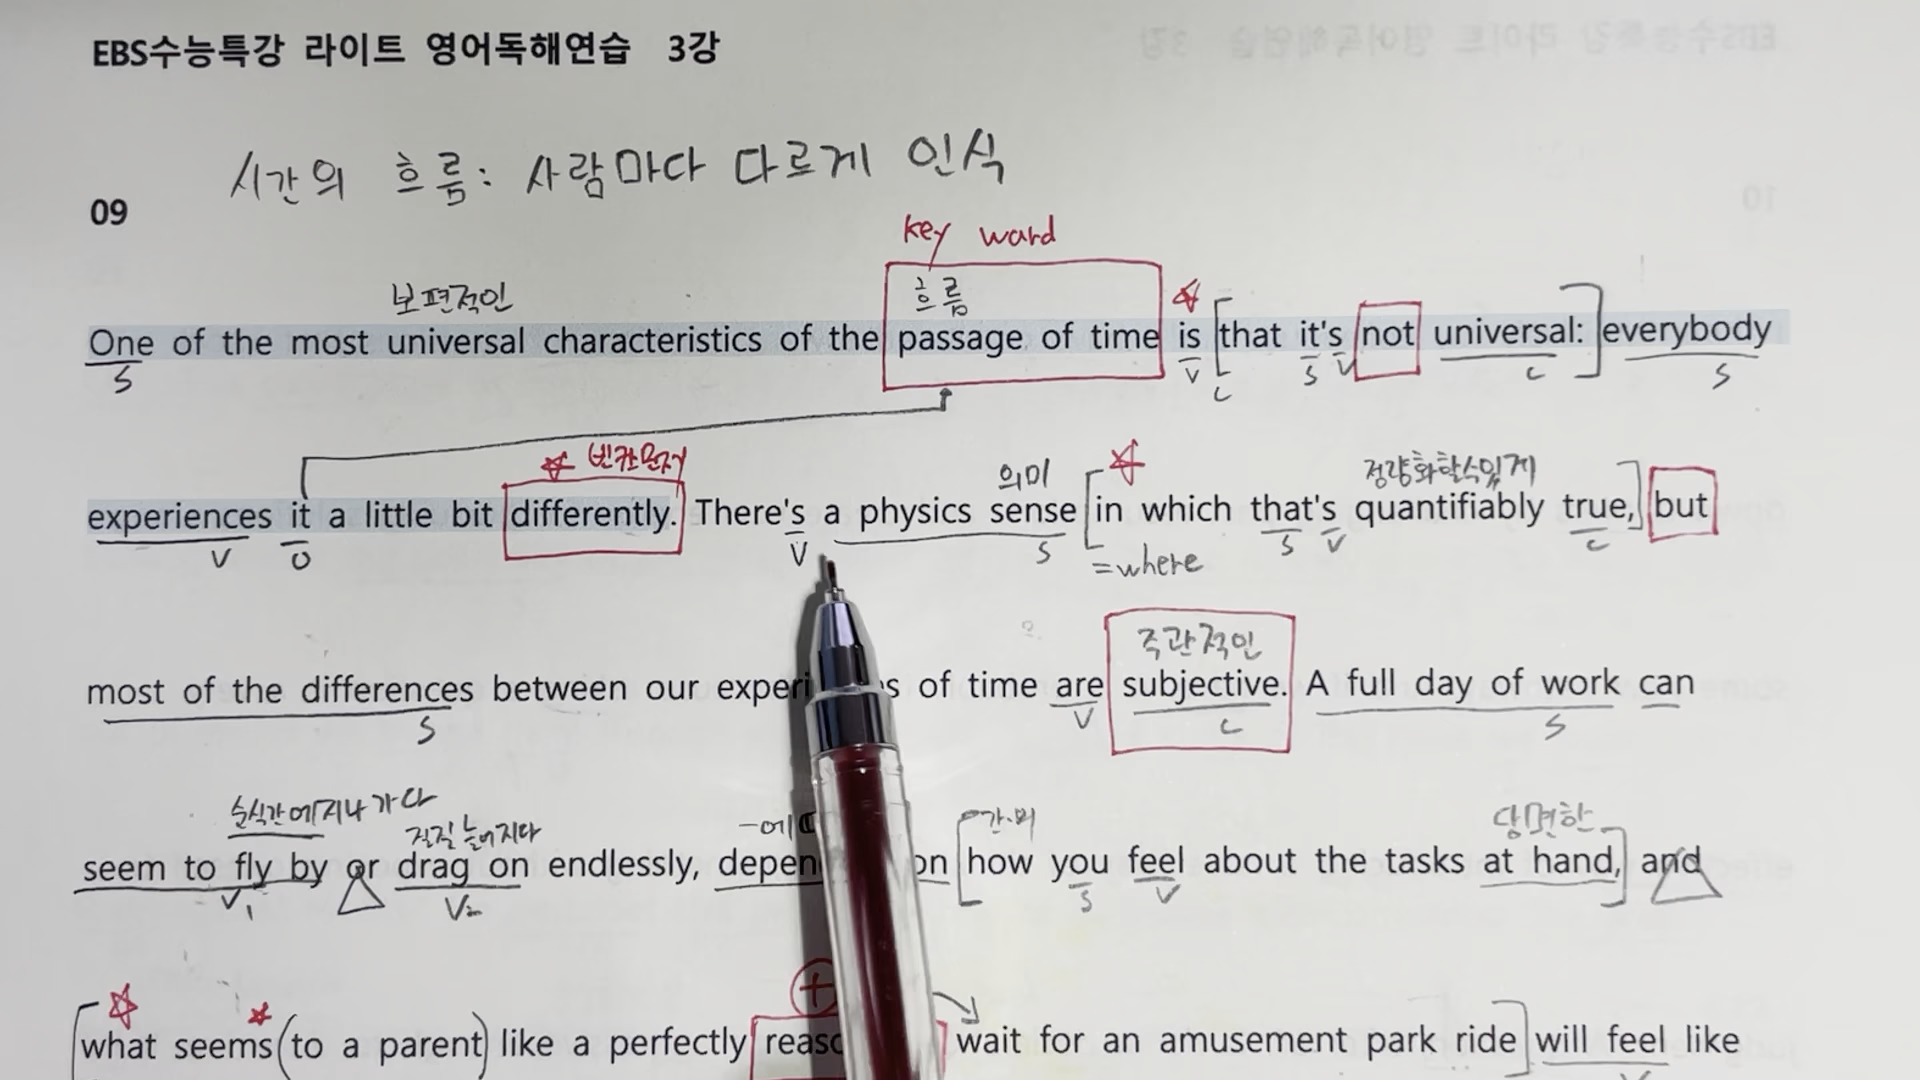 EBS수능특강 라이트 영어독해연습 3강
시간의 흐름: 사람마다 다르게 인식
09
key ward
보편적인 흐름
One of the most universal characteristics of the passage of time is [that it's not universal:] everybody
S V C S V C S
빈칸문제 의미 정량화할수있게
experiences it a little bit differently. There's a physics sense [in which that's quantifiably true,] but
V O V S =where S V C
주관적인
most of the differences between our of time are subjective. A full day of work can
S V C S
순식간에지나가다 질질 늘어지다 간·의 당면한
seem to fly by or drag on endlessly, on [how you feel about the tasks at hand,] and
V1 V2 S V
+
[what seems (to a parent) like a perfectly wait for an amusement park ride] will feel like